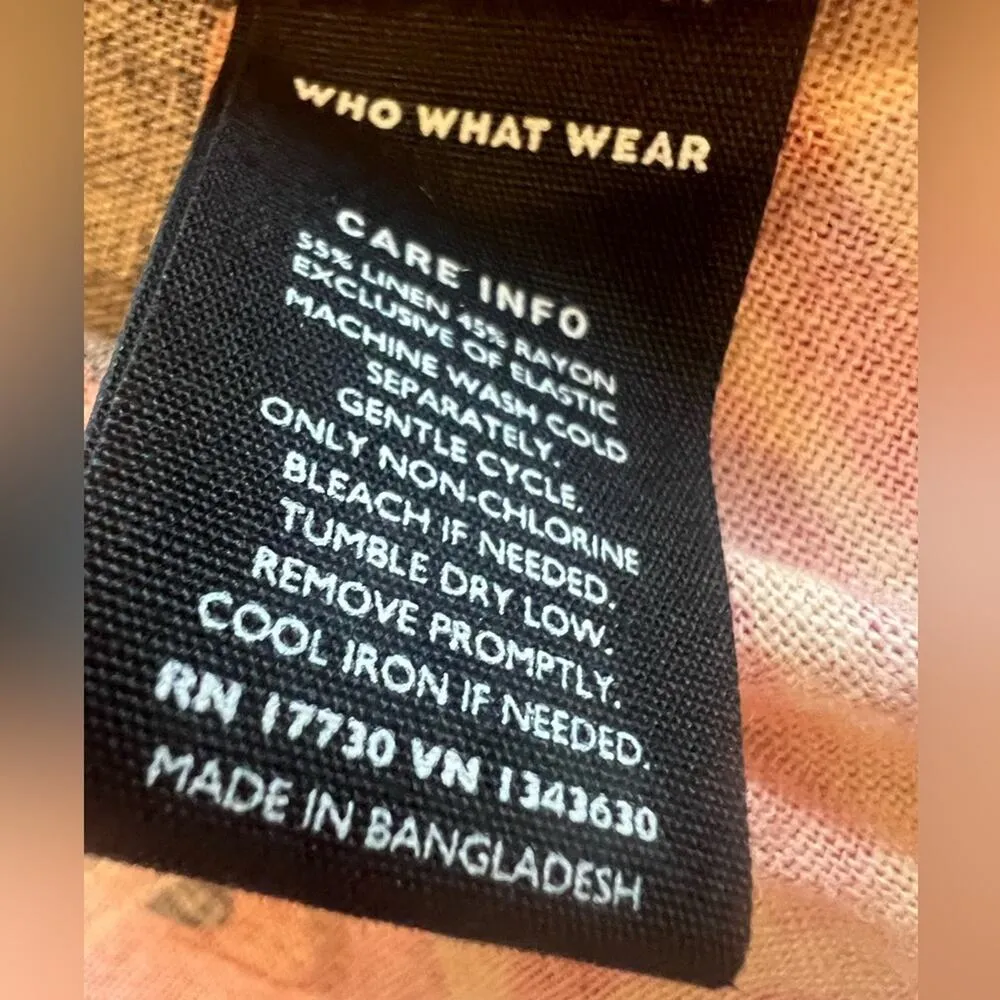 WHO WHAT WEAR
CARE INFO
55% LINEN 45% RAYON
EXCLUSIVE OF ELASTIC
MACHINE WASH COLD
SEPARATELY.
GENTLE CYCLE.
ONLY NON-CHLORINE
BLEACH IF NEEDED.
TUMBLE DRY LOW.
REMOVE PROMPTLY.
COOL IRON IF NEEDED.
RN 17730 VN 1343630
MADE IN BANGLADESH